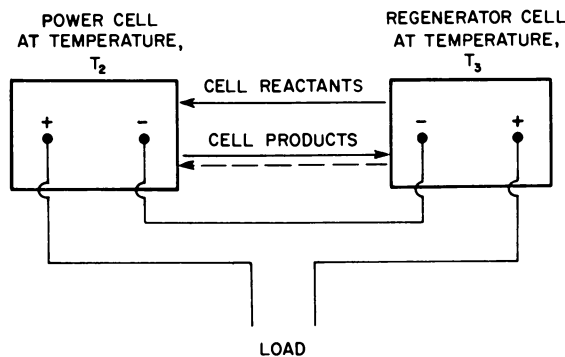 POWER CELL
AT TEMPERATURE,
T₂
REGENERATOR CELL
AT TEMPERATURE,
T₃
CELL REACTANTS
+ -
- +
CELL PRODUCTS
LOAD